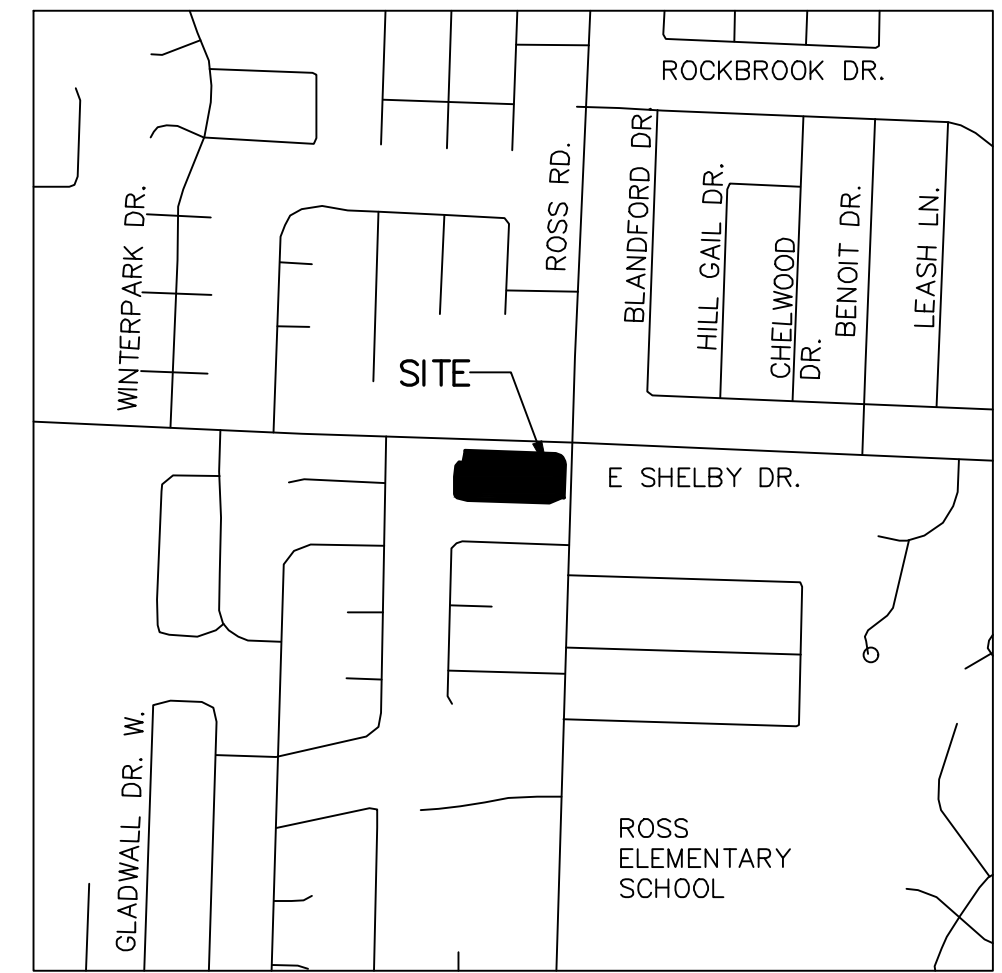 ROCKBROOK DR.
ROSS RD.
BLANDFORD DR.
HILL GAIL DR.
CHELWOOD
DR.
BENOIT DR.
LEASH LN.
WINTERPARK DR.
SITE
E SHELBY DR.
GLADWALL DR. W.
ROSS
ELEMENTARY
SCHOOL